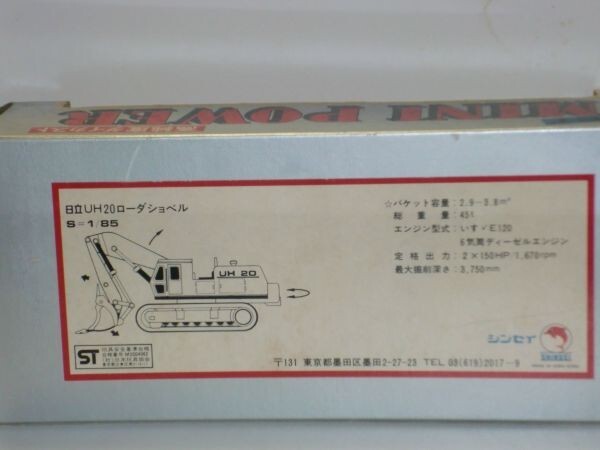 MINI POWER
日立UH20ローダショベル
S=1/85
UH 20
☆バケット容量：2.9-3.8m³
総重量：45t
エンジン型式：いすゞE120
6気筒ディーゼルエンジン
定格出力：2×150HP/1,670rpm
最大掘削深さ：3,750mm
ST
シンセイ
〒131 東京都墨田区墨田2-27-23 TEL 03(619)2017-9